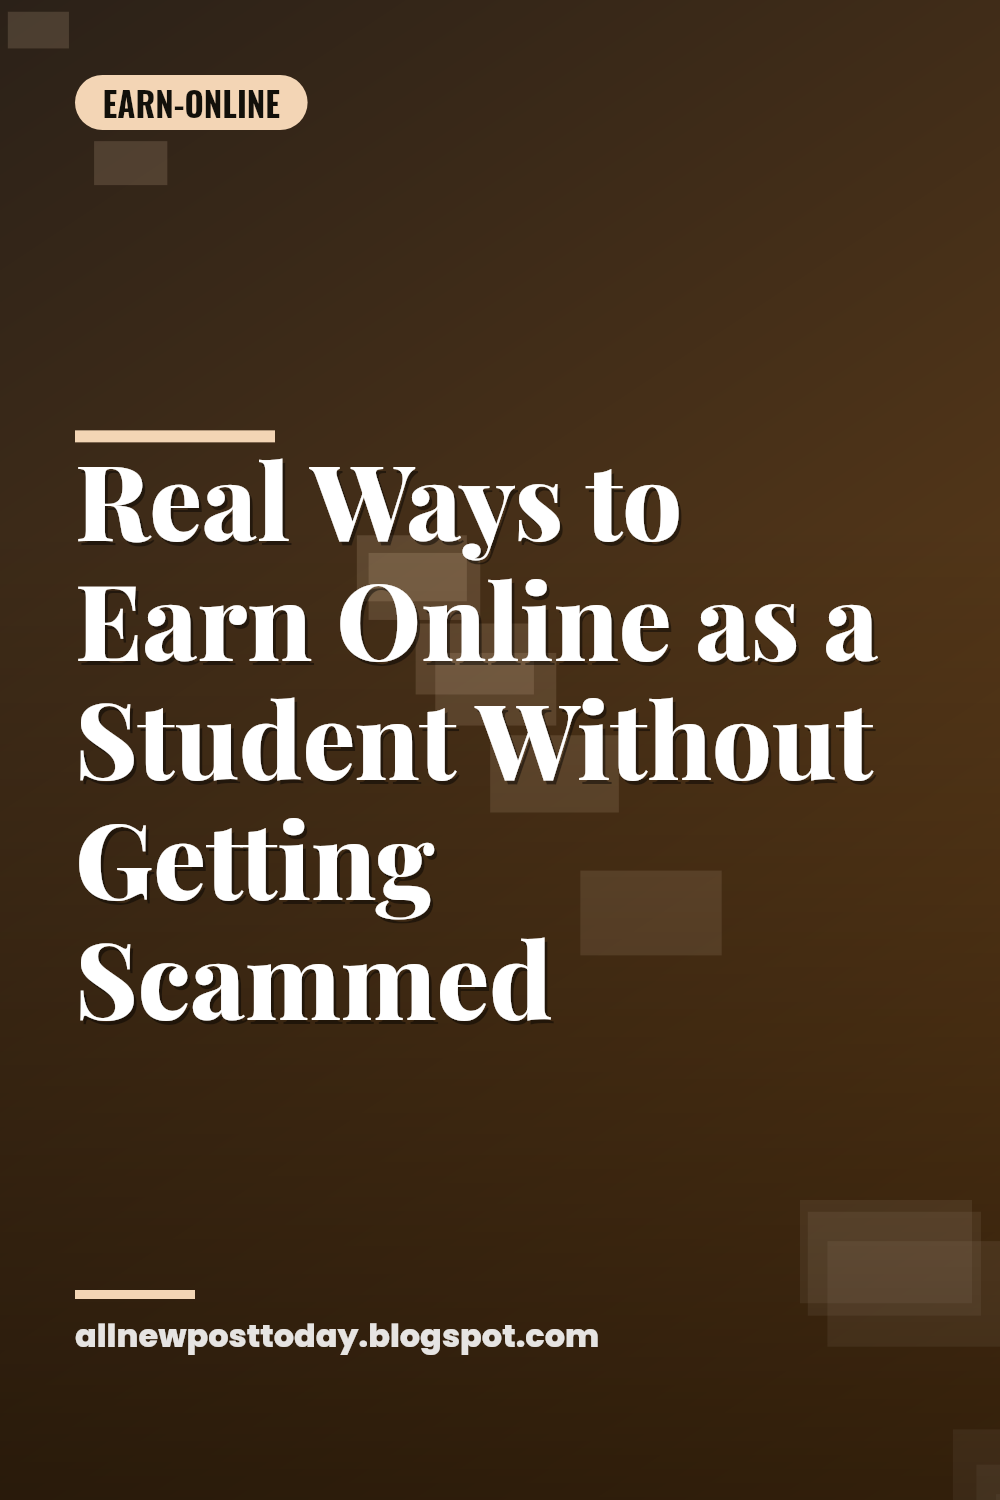 EARN-ONLINE
Real Ways to
Earn Online as a
Student Without
Getting
Scammed
allnewposttoday.blogspot.com